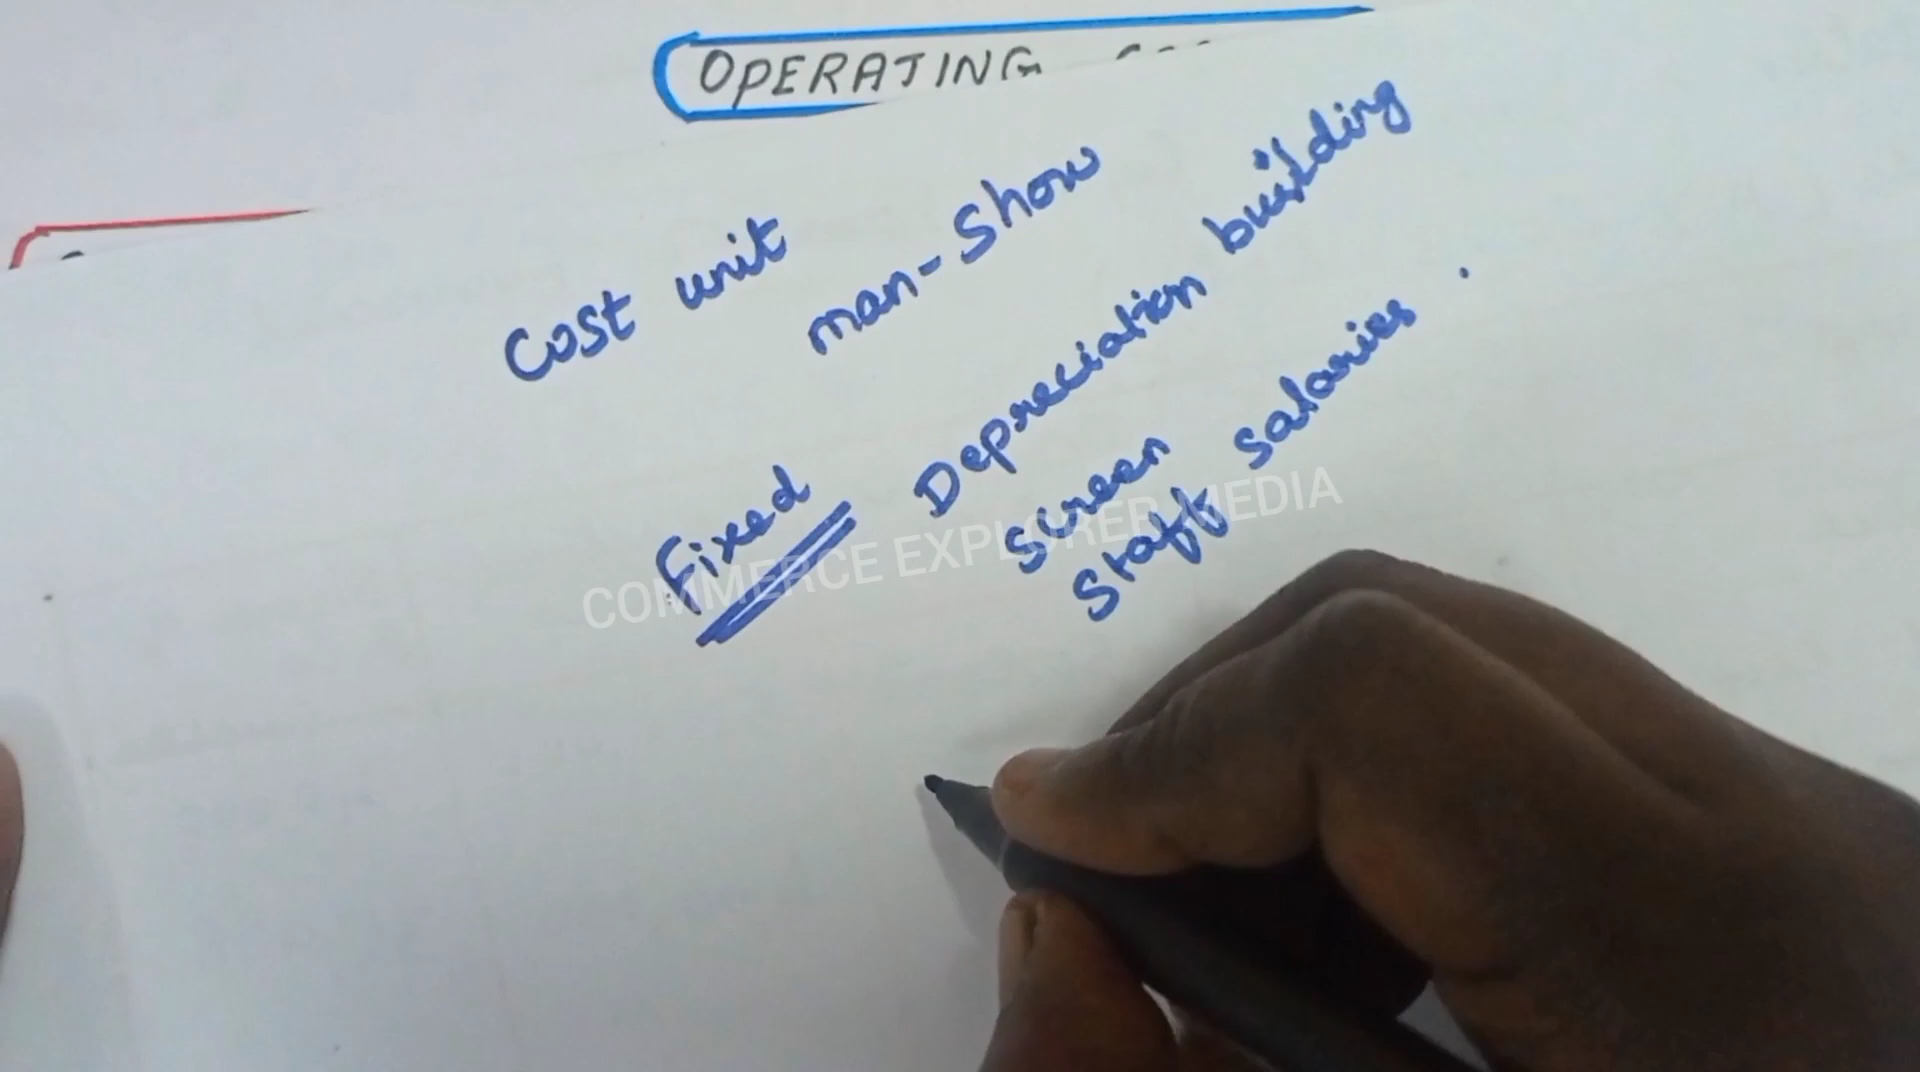 OPERATING
Cost unit
man-Show
Fixed Depreciation building
Screen
Staff salaries.
COMMERCE EXPLORER MEDIA